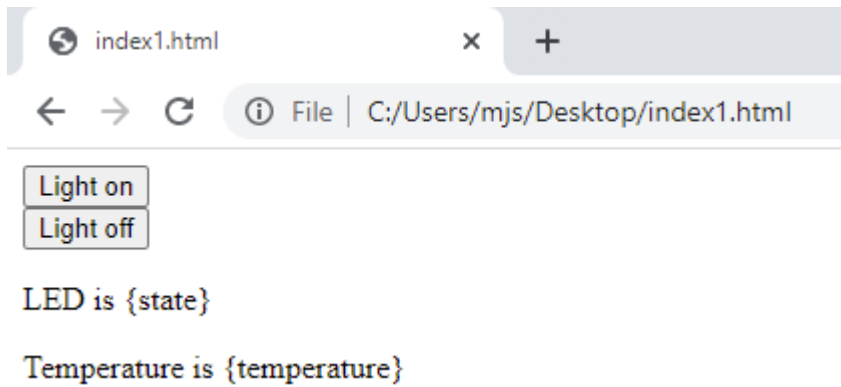 index1.html
File | C:/Users/mjs/Desktop/index1.html
Light on
Light off
LED is {state}
Temperature is {temperature}